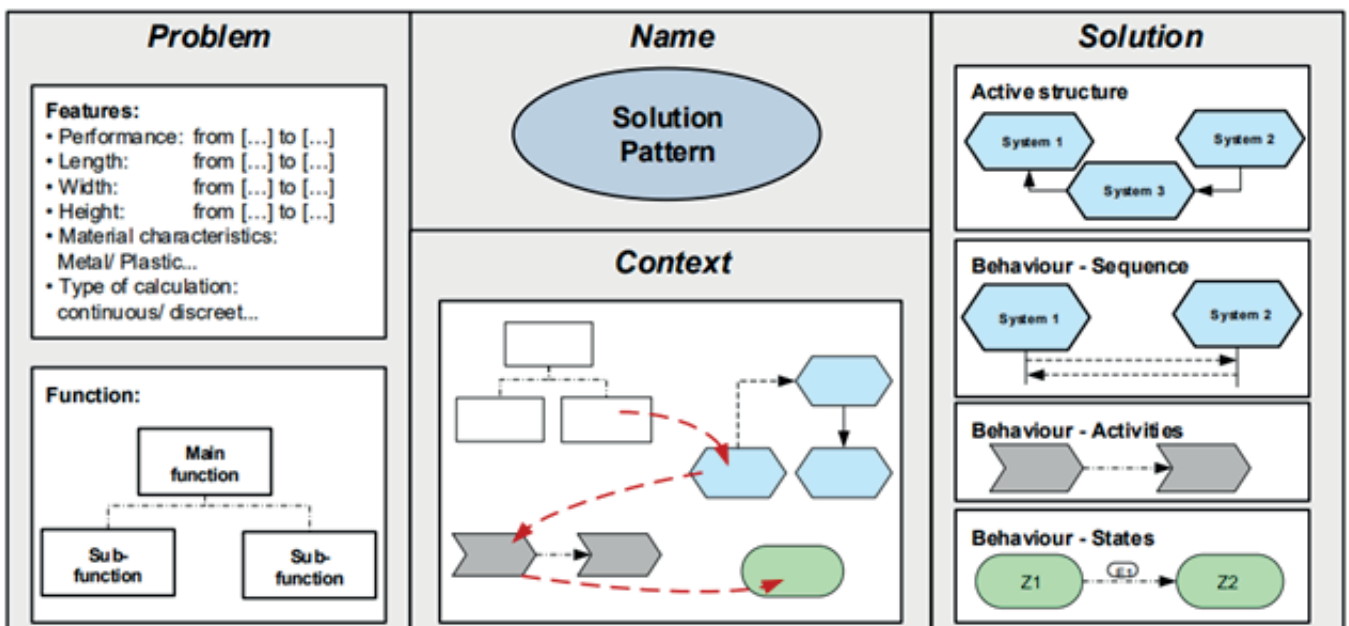 Problem
Features:
• Performance: from [...] to [...]
• Length: from [...] to [...]
• Width: from [...] to [...]
• Height: from [...] to [...]
• Material characteristics:
Metal/ Plastic...
• Type of calculation:
continuous/ discreet...
Function:
Main
function
Sub-
function
Sub-
function
Name
Solution
Pattern
Context
Solution
Active structure
System 1
System 2
System 3
Behaviour - Sequence
System 1
System 2
Behaviour - Activities
Behaviour - States
Z1
E1
Z2